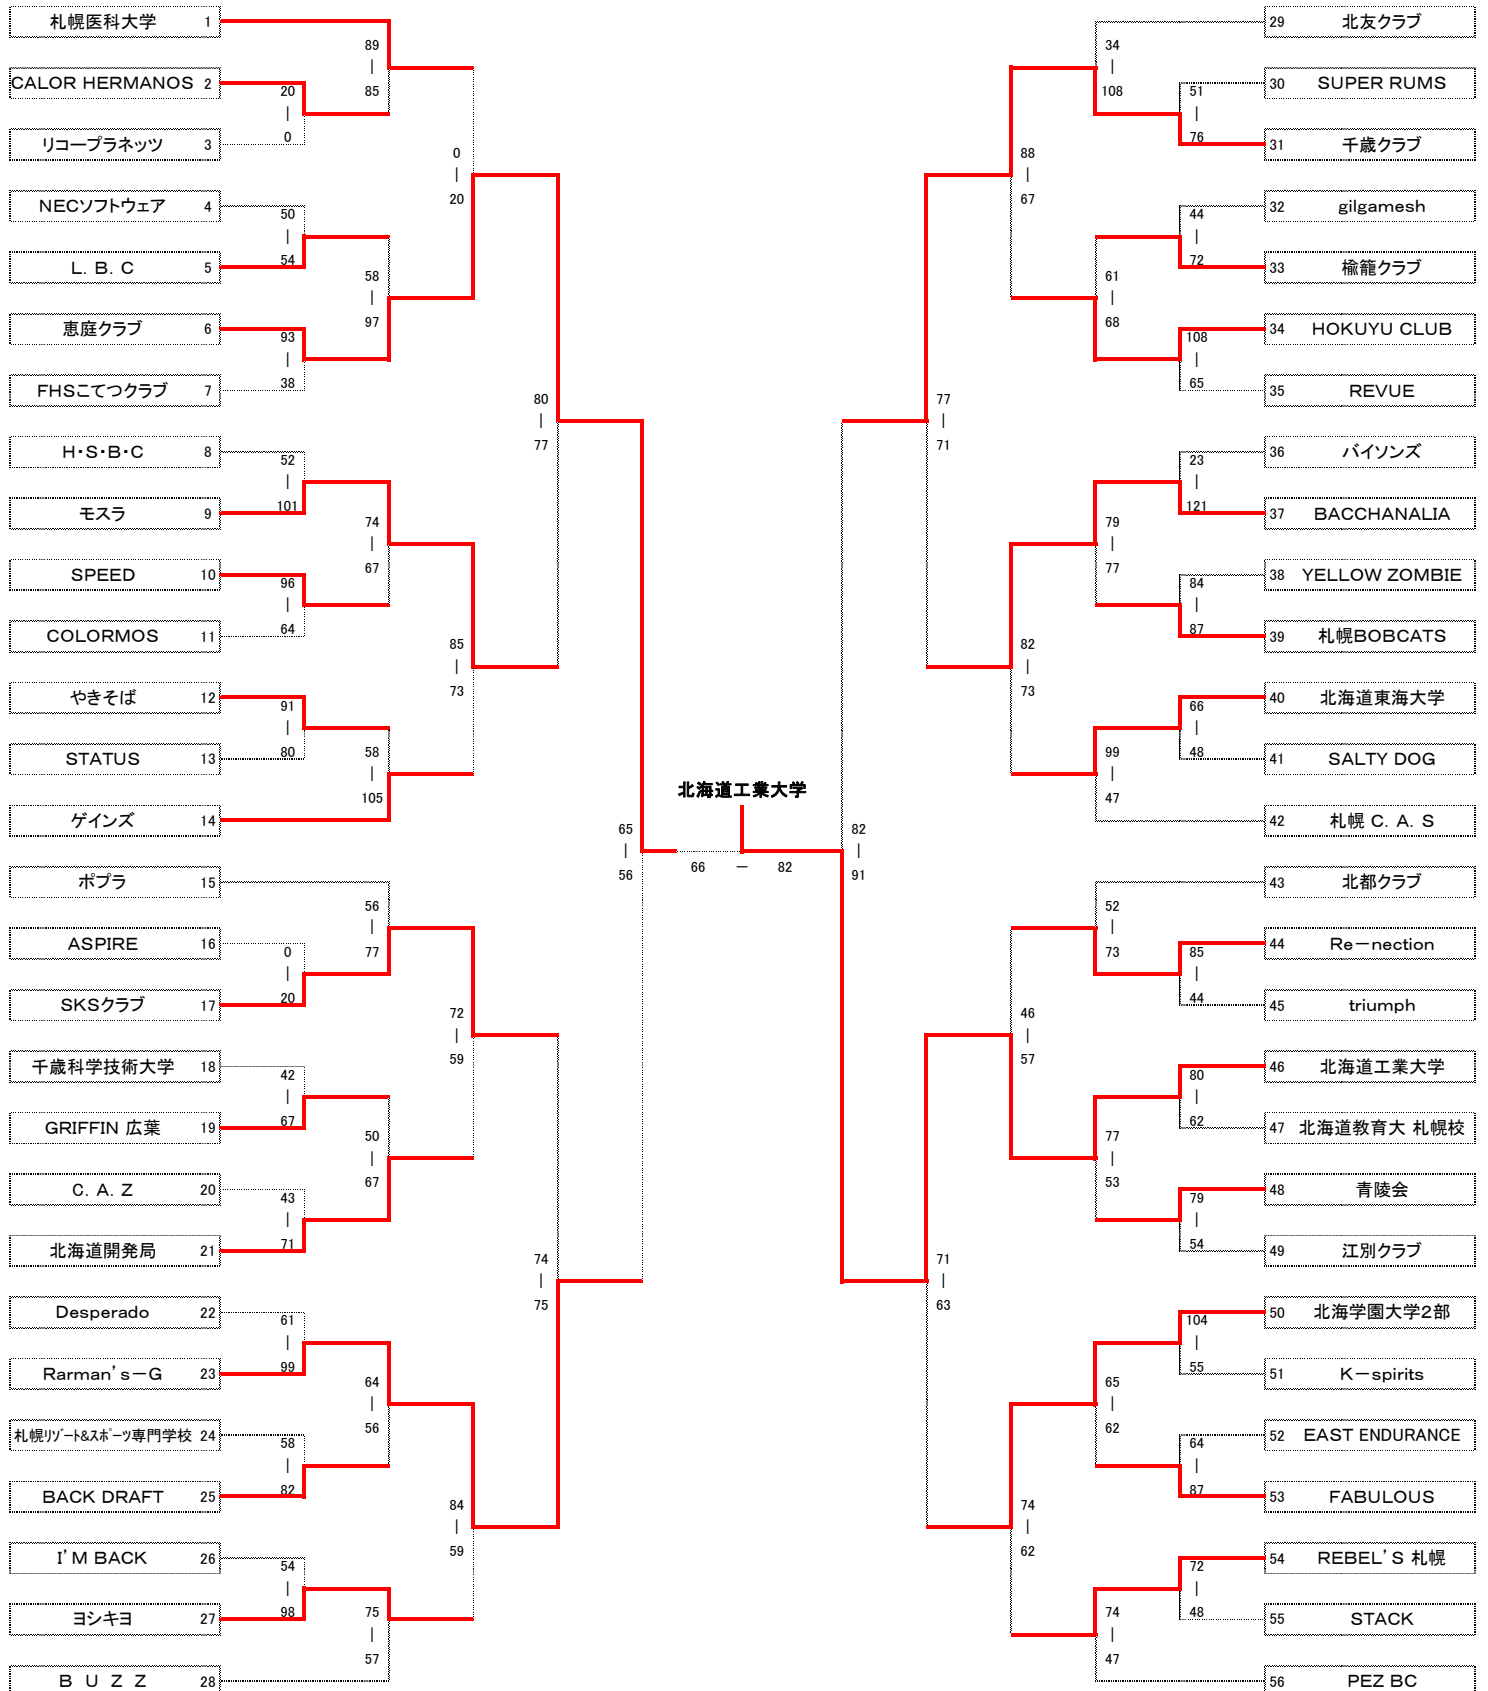 札幌医科大学 1
CALOR HERMANOS 2
リコープラネッツ 3
NECソフトウェア 4
L. B. C 5
恵庭クラブ 6
FHSこてつクラブ 7
H・S・B・C 8
モスラ 9
SPEED 10
COLORMOS 11
やきそば 12
STATUS 13
ゲインズ 14
ポプラ 15
ASPIRE 16
SKSクラブ 17
千歳科学技術大学 18
GRIFFIN 広葉 19
C. A. Z 20
北海道開発局 21
Desperado 22
Rarman's-G 23
札幌リゾート&スポーツ専門学校 24
BACK DRAFT 25
I'M BACK 26
ヨシキヨ 27
B U Z Z 28
89
|
85
20
|
0
50
|
54
93
|
38
52
|
101
96
|
64
91
|
80
0
|
20
42
|
67
43
|
71
61
|
99
58
|
82
54
|
98
58
|
97
74
|
67
58
|
105
56
|
77
50
|
67
64
|
56
75
|
57
0
|
20
85
|
73
72
|
59
84
|
59
80
|
77
74
|
75
65
|
56
北海道工業大学
66 － 82
82
|
91
77
|
71
71
|
63
88
|
67
82
|
73
46
|
57
74
|
62
34
|
108
61
|
68
79
|
77
99
|
47
52
|
73
77
|
53
65
|
62
74
|
47
51
|
76
44
|
72
108
|
65
23
|
121
84
|
87
66
|
48
85
|
44
80
|
62
79
|
54
104
|
55
64
|
87
72
|
48
29 北友クラブ
30 SUPER RUMS
31 千歳クラブ
32 gilgamesh
33 楡籠クラブ
34 HOKUYU CLUB
35 REVUE
36 バイソンズ
37 BACCHANALIA
38 YELLOW ZOMBIE
39 札幌BOBCATS
40 北海道東海大学
41 SALTY DOG
42 札幌 C. A. S
43 北都クラブ
44 Re－nection
45 triumph
46 北海道工業大学
47 北海道教育大 札幌校
48 青陵会
49 江別クラブ
50 北海学園大学2部
51 K－spirits
52 EAST ENDURANCE
53 FABULOUS
54 REBEL'S 札幌
55 STACK
56 PEZ BC